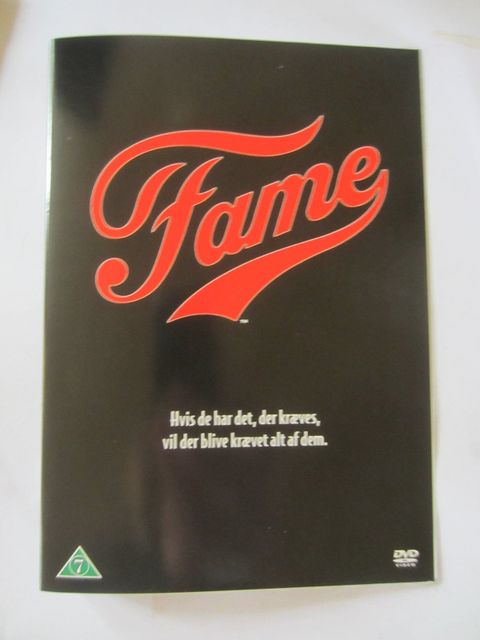 Fame
TM
Hvis de har det, der kræves,
vil der blive krævet alt af dem.
7
DVD
VIDEO